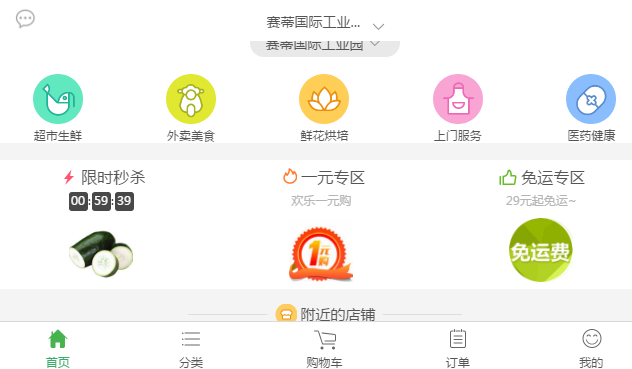 赛蒂国际工业...
赛蒂国际工业园
超市生鲜 外卖美食 鲜花烘培 上门服务 医药健康
限时秒杀 一元专区 免运专区
00:59:39 欢乐一元购 29元起免运~
1元购 免运费
附近的店铺
首页 分类 购物车 订单 我的